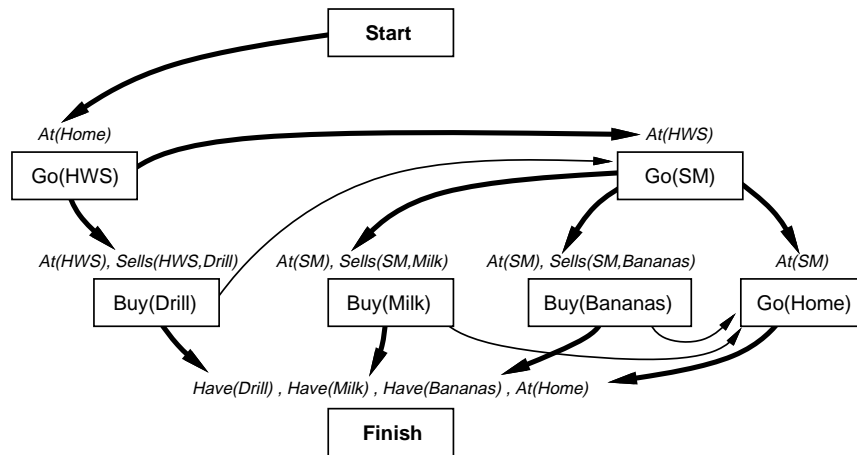 Start
At(Home)
At(HWS)
Go(HWS)
Go(SM)
At(HWS), Sells(HWS,Drill)
At(SM), Sells(SM,Milk)
At(SM), Sells(SM,Bananas)
At(SM)
Buy(Drill)
Buy(Milk)
Buy(Bananas)
Go(Home)
Have(Drill) , Have(Milk) , Have(Bananas) , At(Home)
Finish